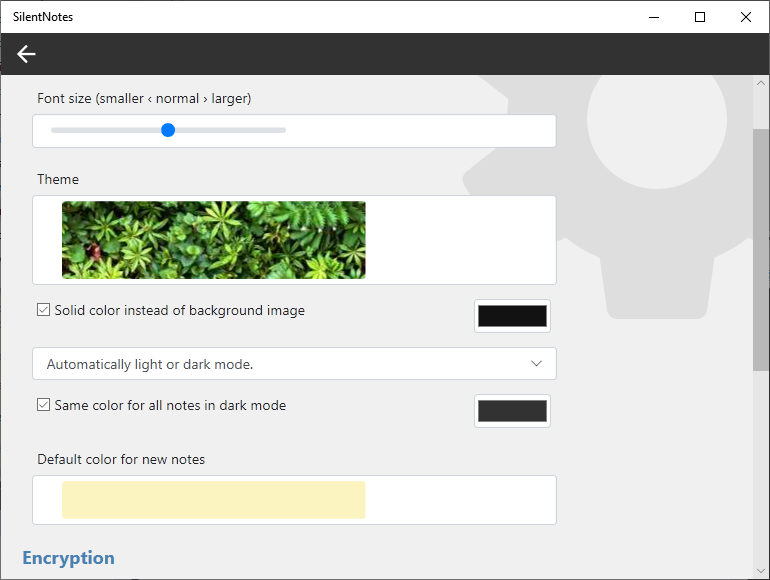 SilentNotes
Font size (smaller ‹ normal › larger)
Theme
Solid color instead of background image
Automatically light or dark mode.
Same color for all notes in dark mode
Default color for new notes
Encryption